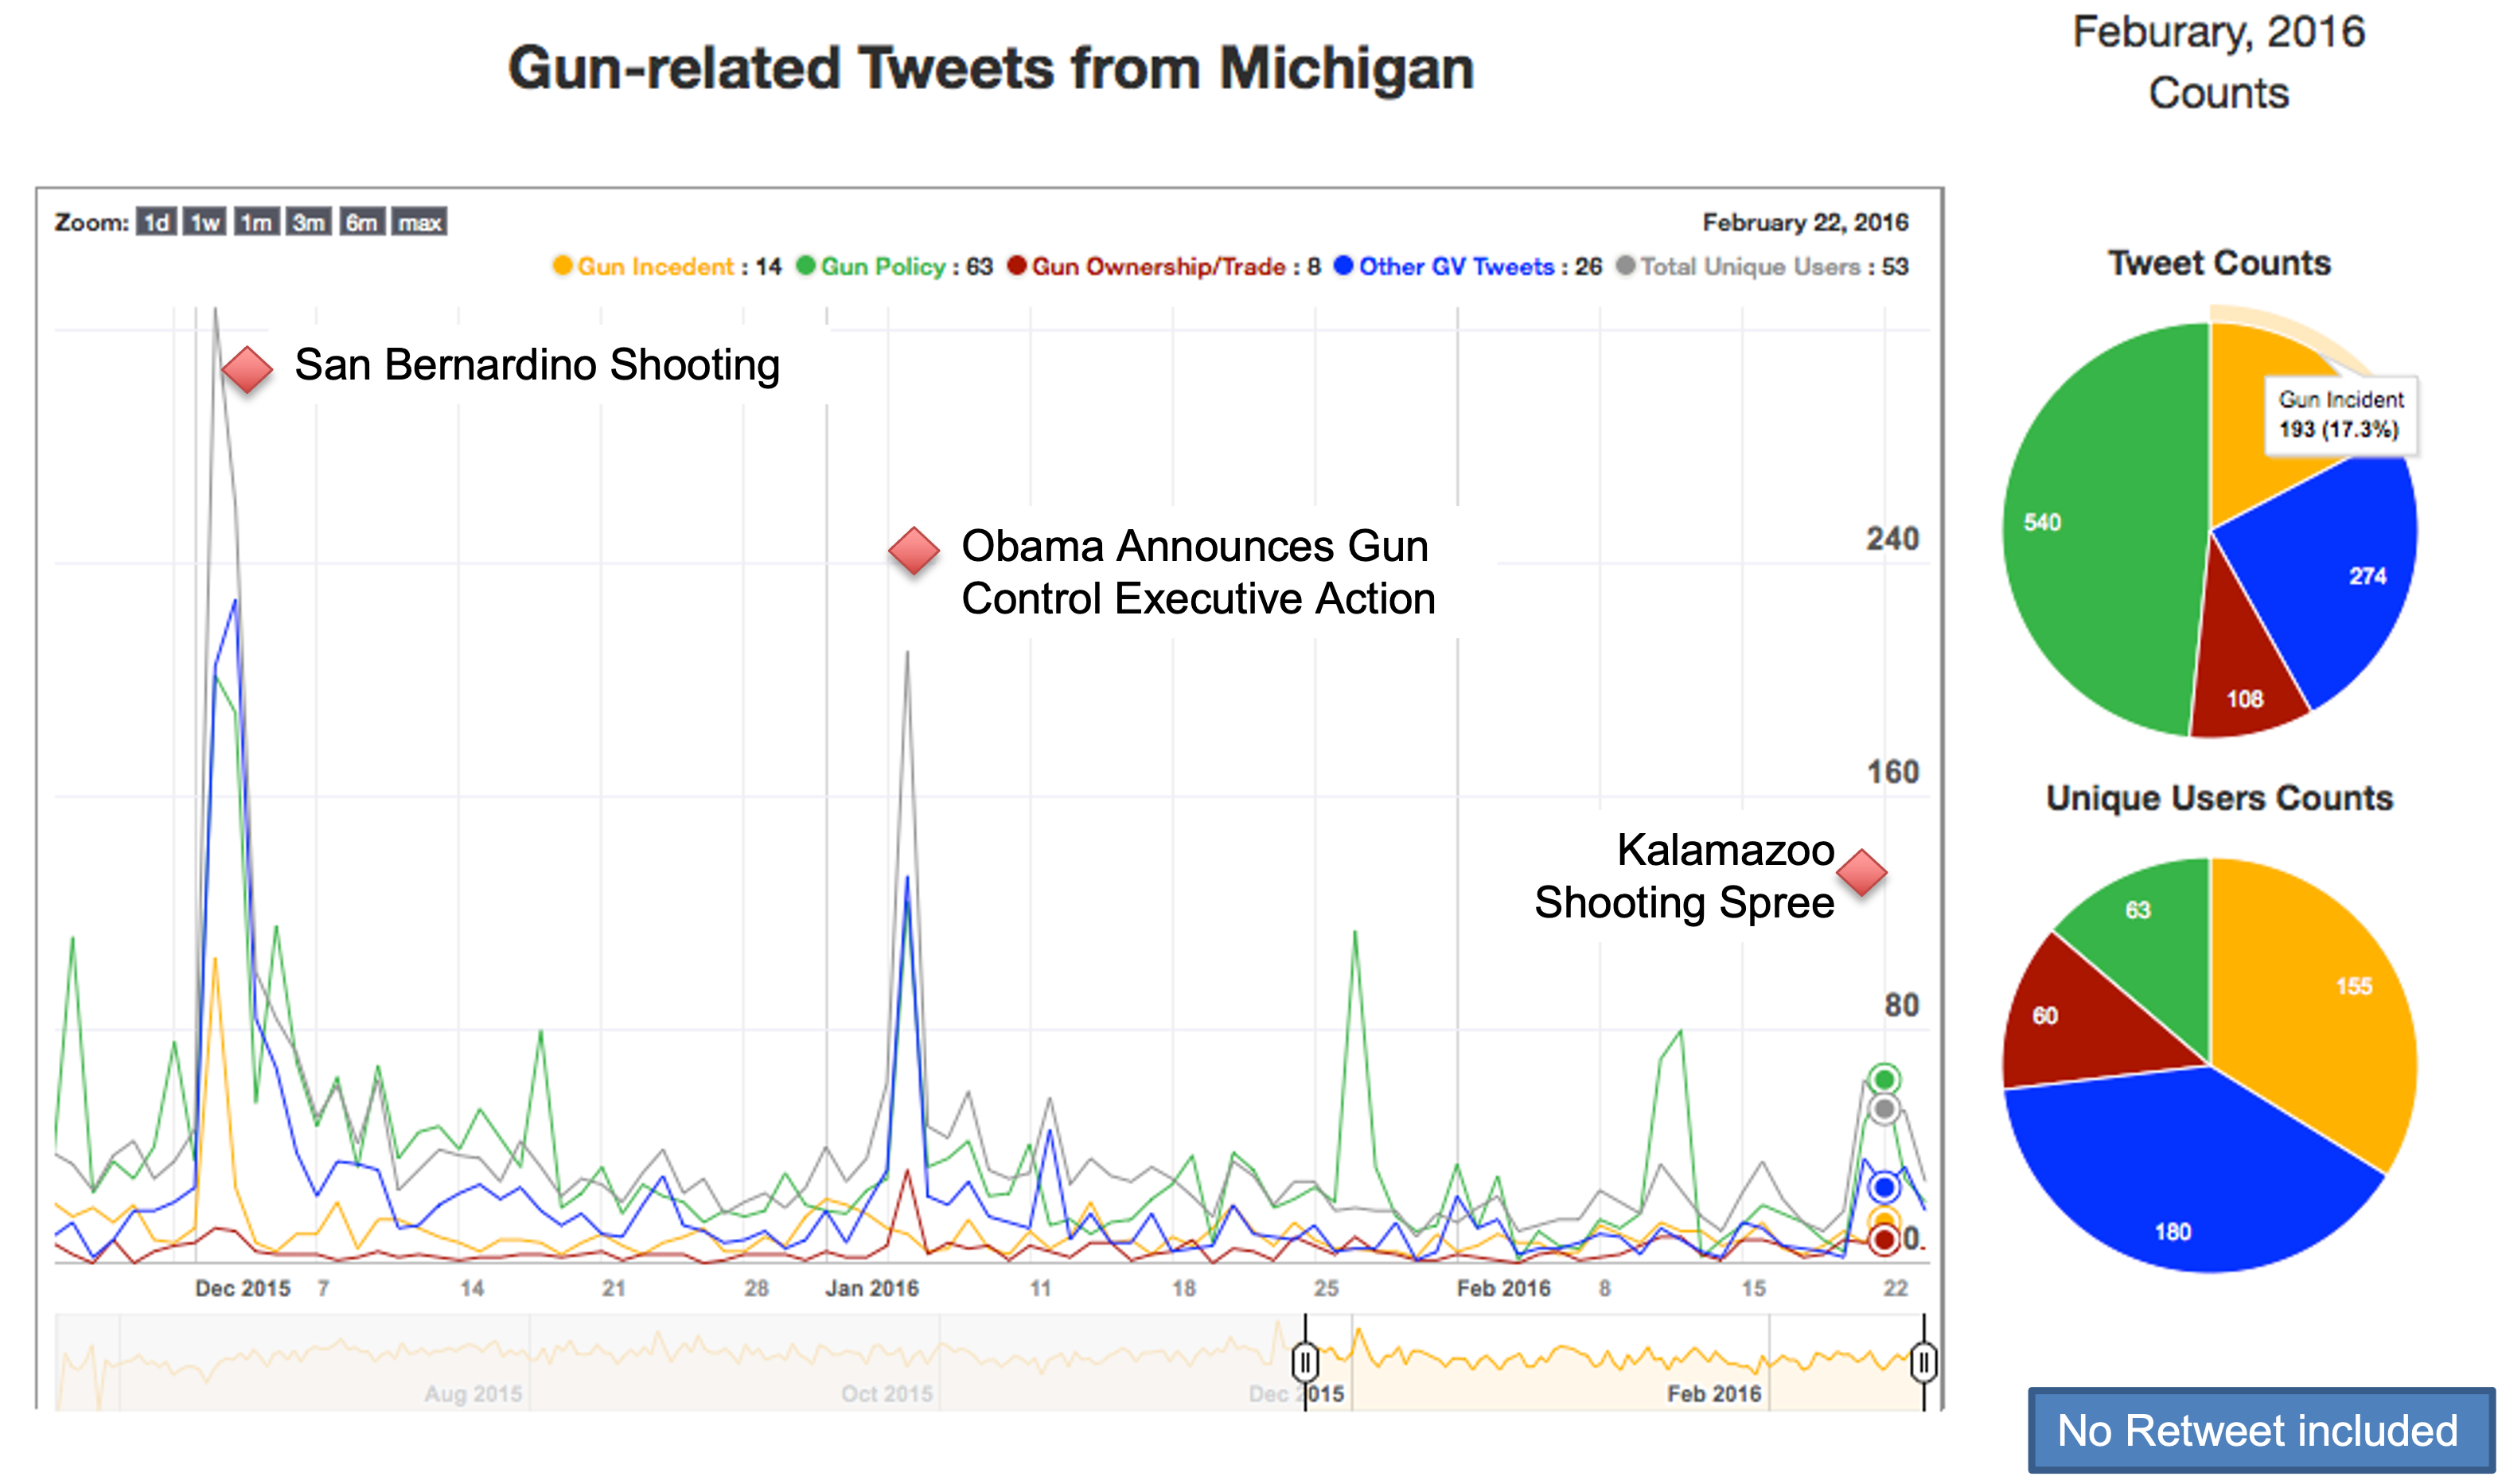 Gun-related Tweets from Michigan
Feburary, 2016
Counts
Zoom: 1d 1w 1m 3m 6m max
February 22, 2016
Gun Incedent : 14 Gun Policy : 63 Gun Ownership/Trade : 8 Other GV Tweets : 26 Total Unique Users : 53
San Bernardino Shooting
Obama Announces Gun
Control Executive Action
Kalamazoo
Shooting Spree
240
160
80
0
Dec 2015 7 14 21 28 Jan 2016 11 18 25 Feb 2016 8 15 22
Aug 2015 Oct 2015 Dec 2015 Feb 2016
Tweet Counts
Gun Incident
193 (17.3%)
540
274
108
Unique Users Counts
63
155
60
180
No Retweet included